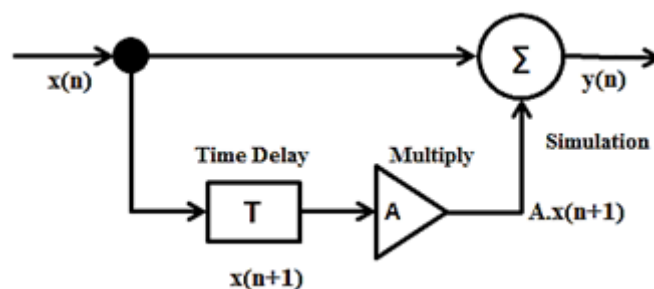 Σ
x(n)
y(n)
Time Delay
Multiply
Simulation
T
A
A.x(n+1)
x(n+1)